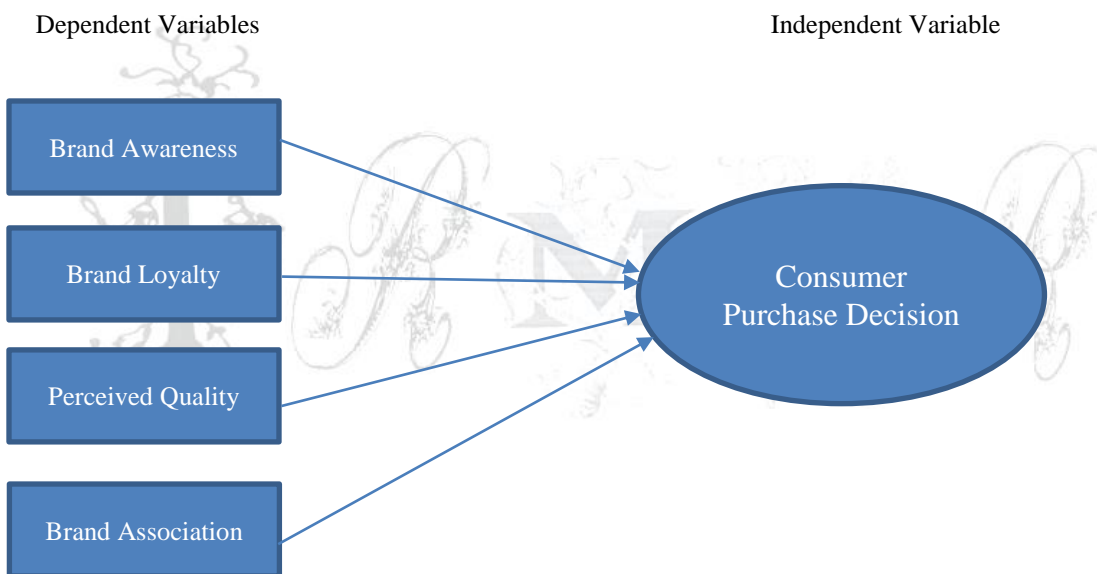 Dependent Variables
Independent Variable
Brand Awareness
Brand Loyalty
Consumer
Purchase Decision
Perceived Quality
Brand Association